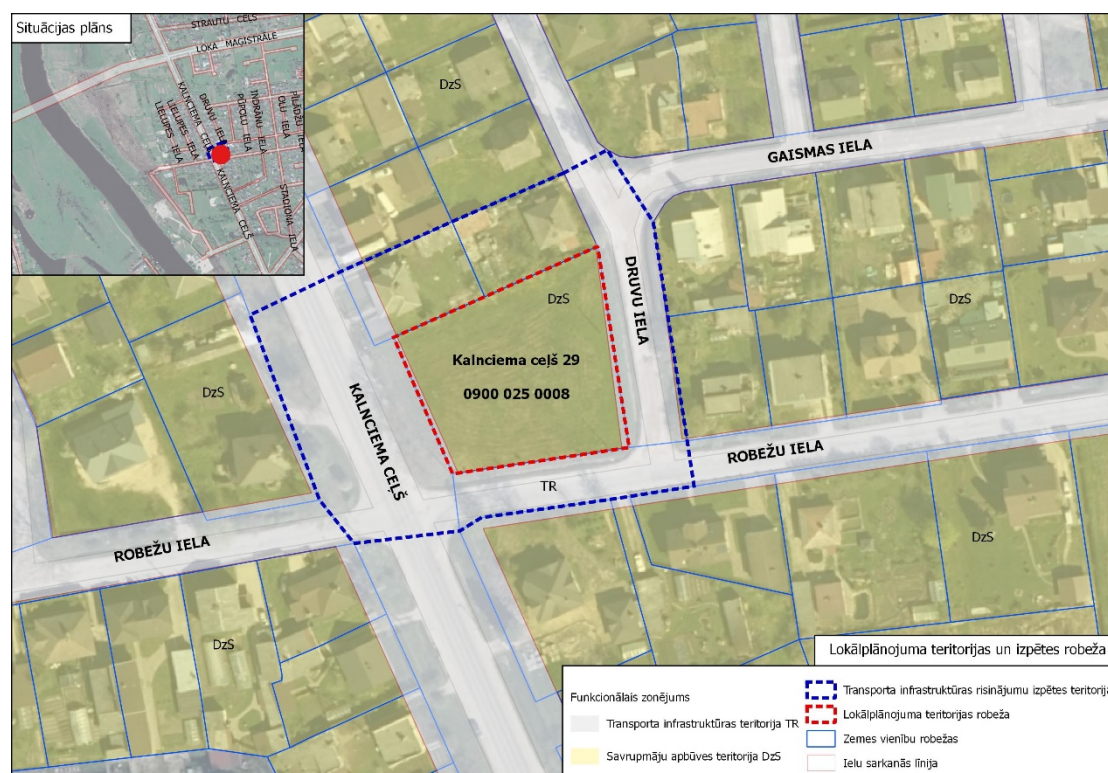 Situācijas plāns
STRAUTU CEĻŠ
LOKA MAĢISTRĀLE
KALNCIEMA CEĻŠ
DRUVU IELA
LIELUPES IELA
LIELUPES IELA
PŪPOLU IELA
INDRĀNU IELA
PĪLĀDŽU IELA
OLU IELA
KALNCIEMA CEĻŠ
STADIONA IELA
DzS
GAISMAS IELA
DzS
DRUVU IELA
DzS
Kalnciema ceļš 29
0900 025 0008
DzS
KALNCIEMA CEĻŠ
ROBEŽU IELA
TR
ROBEŽU IELA
DzS
DzS
Lokālplānojuma teritorijas un izpētes robeža
Funkcionālais zonējums
Transporta infrastruktūras teritorija TR
Savrupmāju apbūves teritorija DzS
Transporta infrastruktūras risinājumu izpētes teritorija
Lokālplānojuma teritorijas robeža
Zemes vienību robežas
Ielu sarkanās līnija